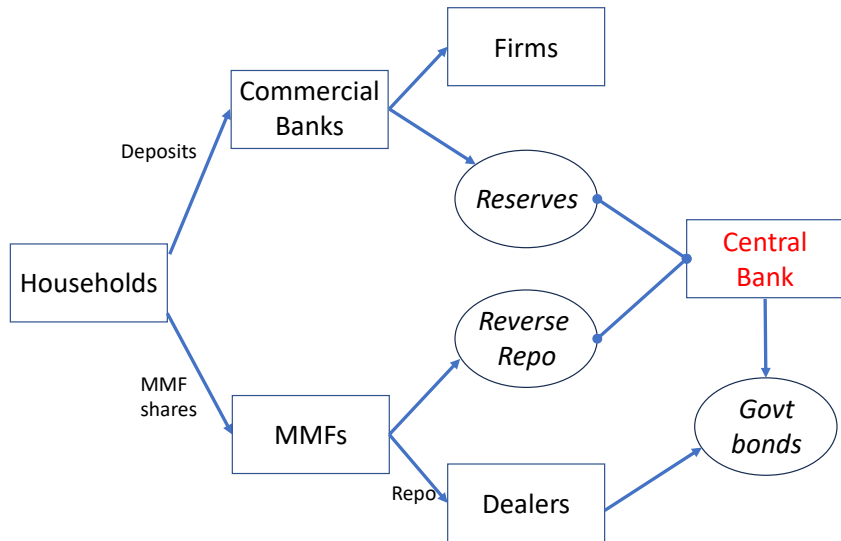 Firms
Commercial
Banks
Deposits
Reserves
Central
Bank
Households
Reverse
Repo
MMF
shares
MMFs
Govt
bonds
Repo
Dealers